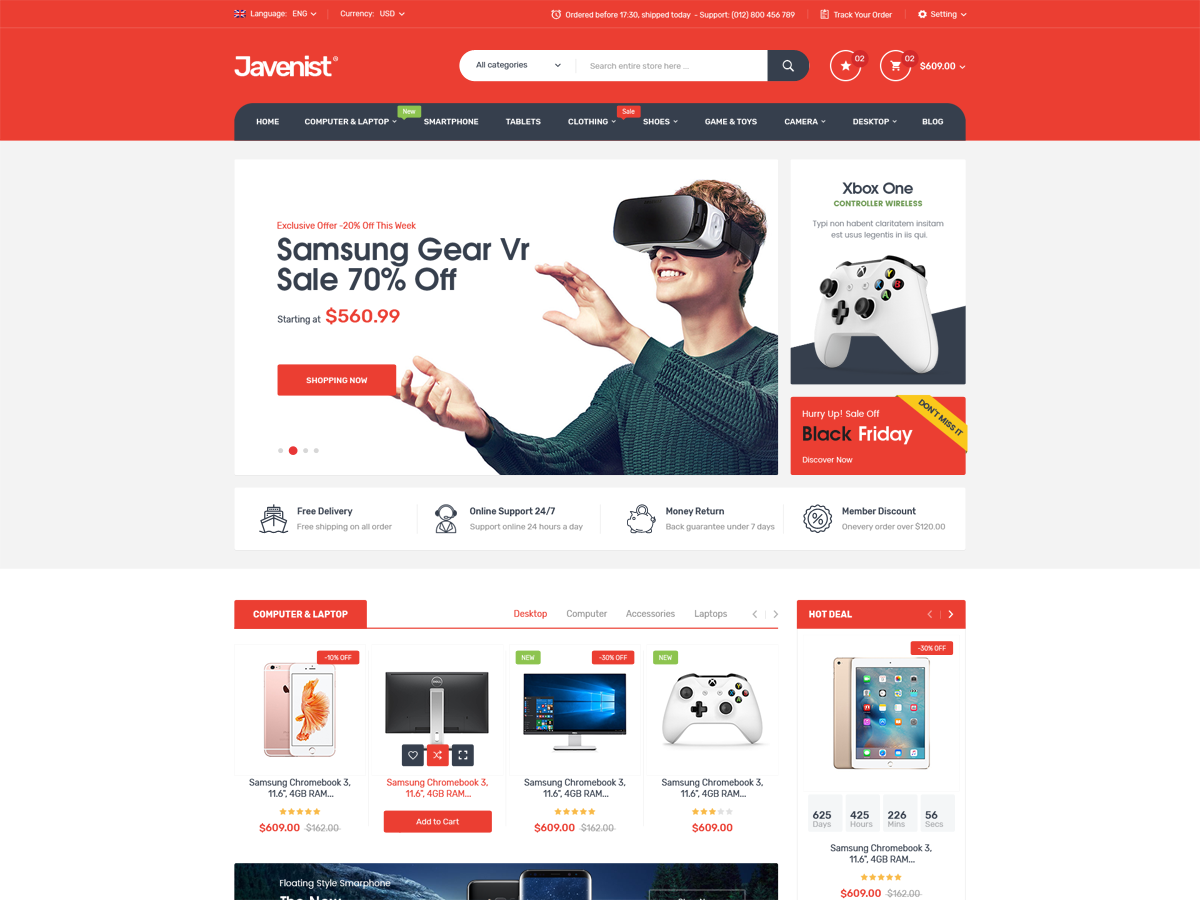 Language: ENG
Currency: USD
Ordered before 17:30, shipped today - Support: (012) 800 456 789
Track Your Order
Setting
Javenist®
All categories
Search entire store here ...
02
02
$609.00
New
Sale
HOME
COMPUTER & LAPTOP
SMARTPHONE
TABLETS
CLOTHING
SHOES
GAME & TOYS
CAMERA
DESKTOP
BLOG
Exclusive Offer -20% Off This Week
Samsung Gear Vr
Sale 70% Off
Starting at $560.99
SHOPPING NOW
Xbox One
CONTROLLER WIRELESS
Typi non habent claritatem insitam
est usus legentis in iis qui.
Y
X
B
A
Hurry Up! Sale Off
Black Friday
Discover Now
DON'T MISS IT
Free Delivery
Free shipping on all order
Online Support 24/7
Support online 24 hours a day
Money Return
Back guarantee under 7 days
Member Discount
Onevery order over $120.00
COMPUTER & LAPTOP
Desktop
Computer
Accessories
Laptops
-10% OFF
Samsung Chromebook 3,
11.6”, 4GB RAM...
$609.00 $162.00
DELL
Samsung Chromebook 3,
11.6”, 4GB RAM...
Add to Cart
NEW
-30% OFF
Samsung Chromebook 3,
11.6”, 4GB RAM...
$609.00 $162.00
NEW
Samsung Chromebook 3,
11.6”, 4GB RAM...
$609.00
HOT DEAL
-30% OFF
625
Days
425
Hours
226
Mins
56
Secs
Samsung Chromebook 3,
11.6”, 4GB RAM...
$609.00 $162.00
Floating Style Smarphone
The New